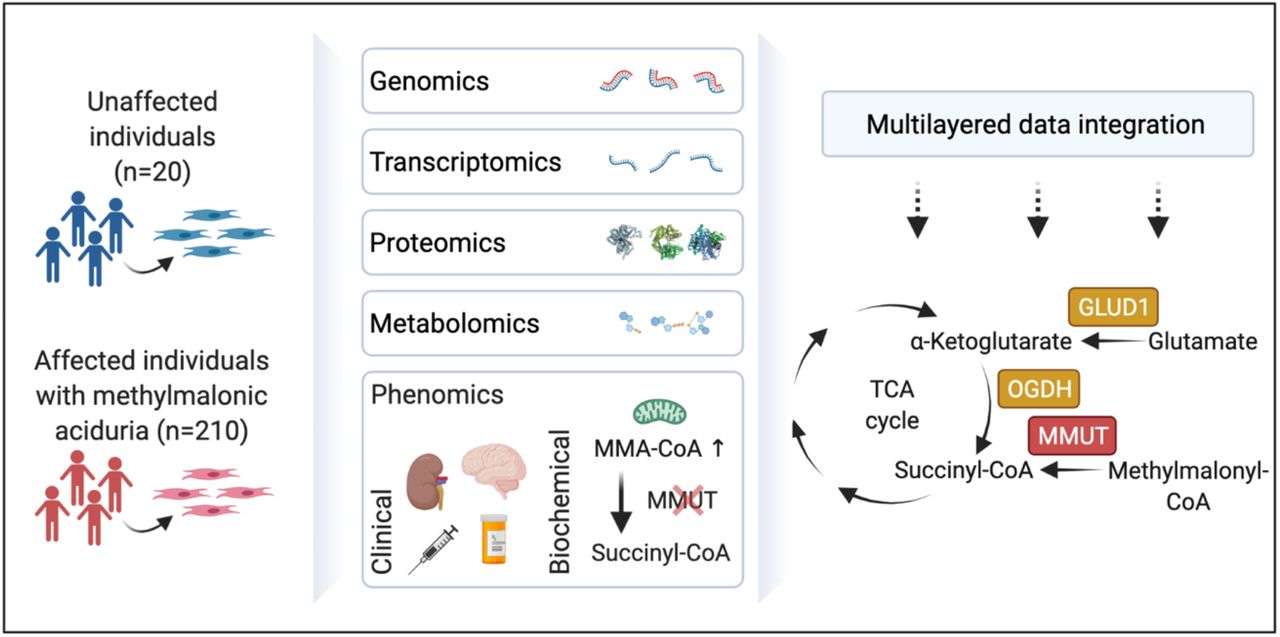 Unaffected
individuals
(n=20)
Affected individuals
with methylmalonic
aciduria (n=210)
Genomics
Transcriptomics
Proteomics
Metabolomics
Phenomics
Clinical
Biochemical
MMA-CoA ↑
MMUT
Succinyl-CoA
Multilayered data integration
GLUD1
α-Ketoglutarate
Glutamate
TCA
cycle
OGDH
MMUT
Succinyl-CoA
Methylmalonyl-
CoA